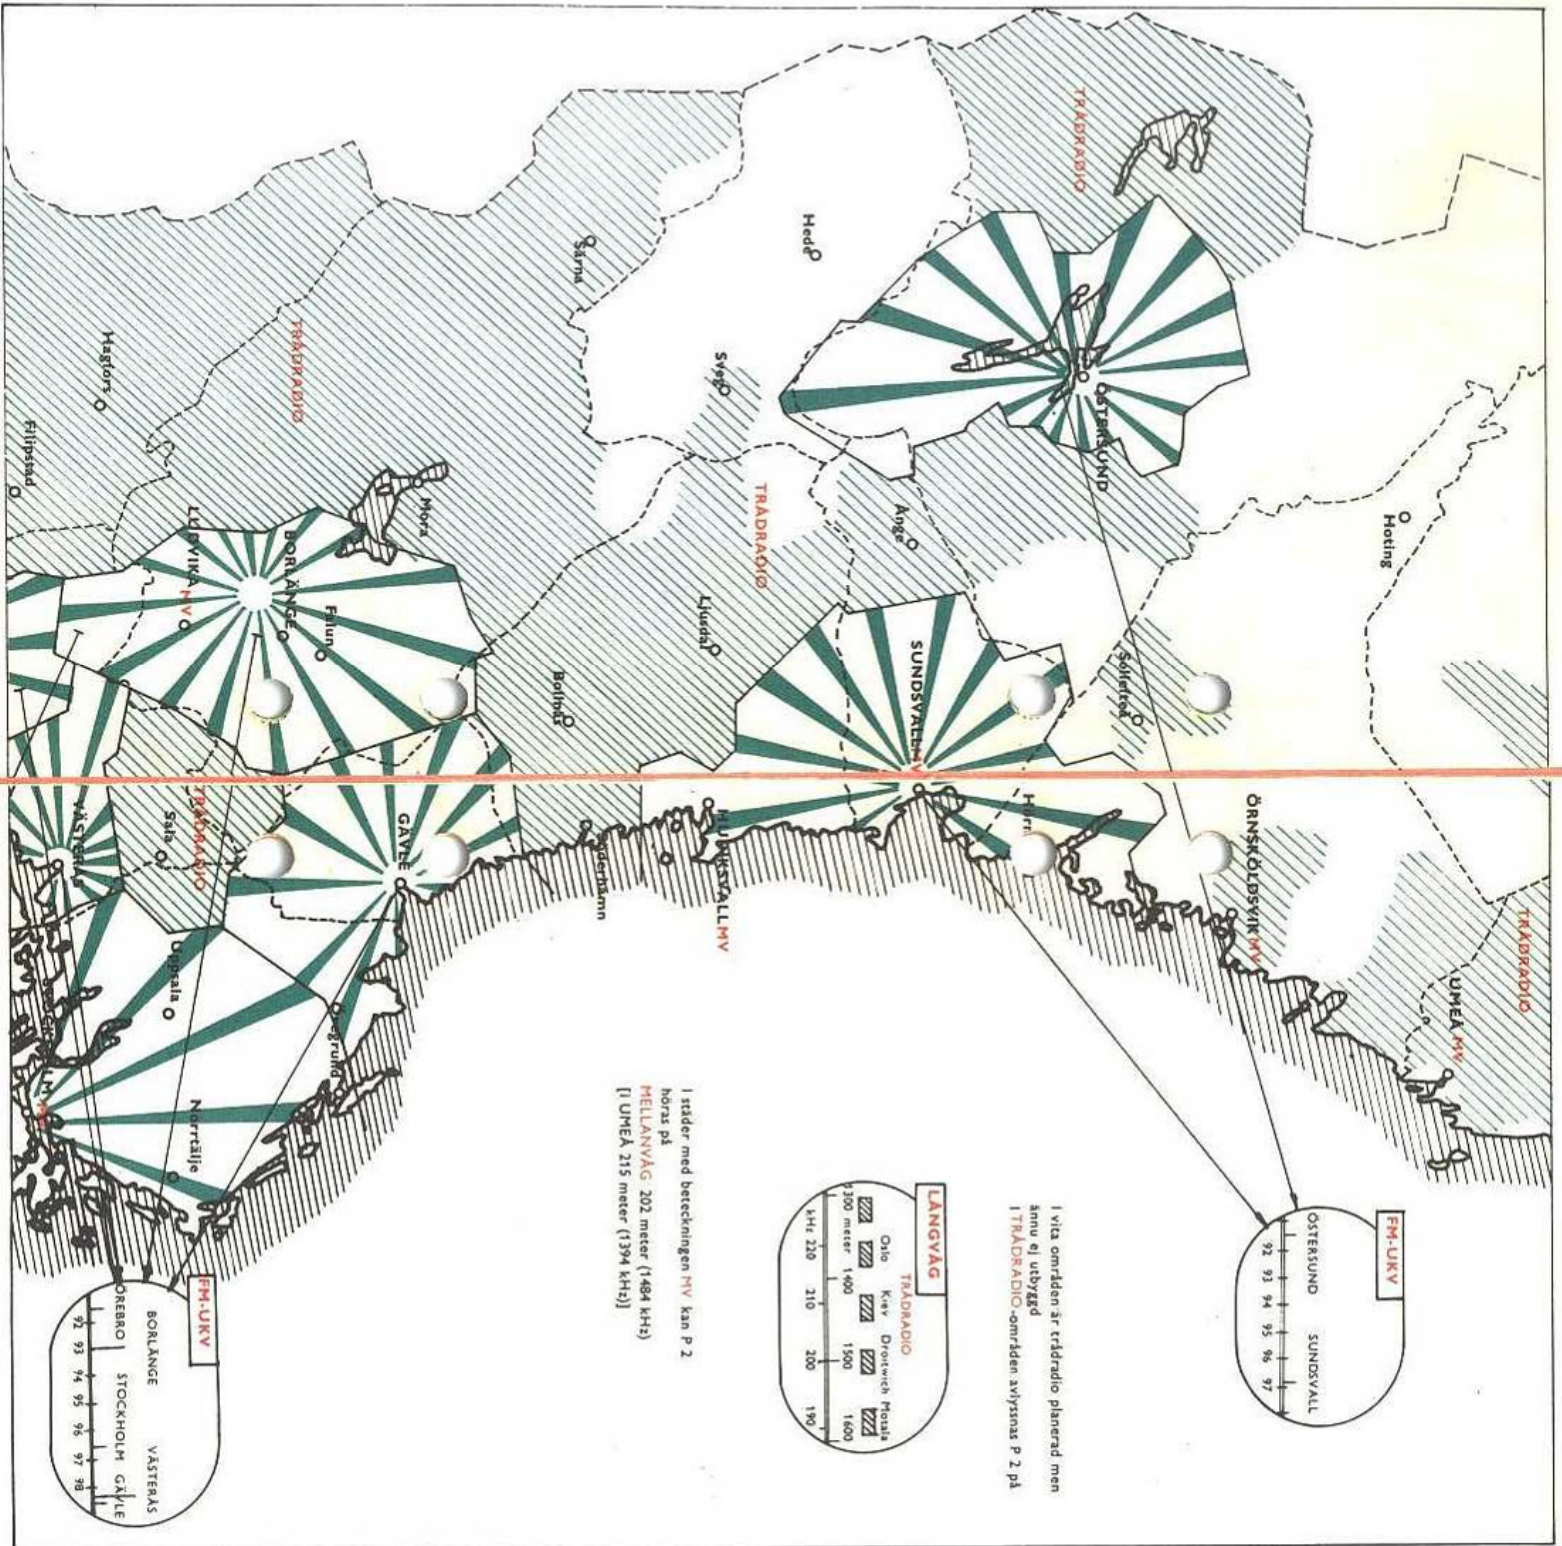 TRÅDRADIO
Hoting
ÖSTERSUND
Hede
Sveg
Ånge
Sollefteå
ÖRNSKÖLDSVIK MV
TRÅDRADIO
UMEÅ MV
TRÅDRADIO
Ljusdal
SUNDSVALL MV
HUDIKSVALL MV
Särna
TRÅDRADIO
Mora
Bollnäs
Hagfors
Filipstad
LUDVIKA MV
BORLÄNGE
Falun
GÄVLE
TRÅDRADIO
Sala
VÄSTERÅS
Uppsala
Öregrund
Norrtälje
FM-UKV
ÖSTERSUND SUNDSVALL
92 93 94 95 96 97
I vita områden är trådradio planerad men
ännu ej utbyggd
I TRÅDRADIO-områden avlyssnas P 2 på
LÅNGVÅG
TRÅDRADIO
Oslo Kiev Droitwich Motala
1300 meter 1400 1500 1600
kHz 220 210 200 190
I städer med beteckningen MV kan P 2
höras på
MELLANVÅG 202 meter (1484 kHz)
[I UMEÅ 215 meter (1394 kHz)]
FM-UKV
BORLÄNGE VÄSTERÅS
ÖREBRO STOCKHOLM GÄVLE
92 93 94 95 96 97 98